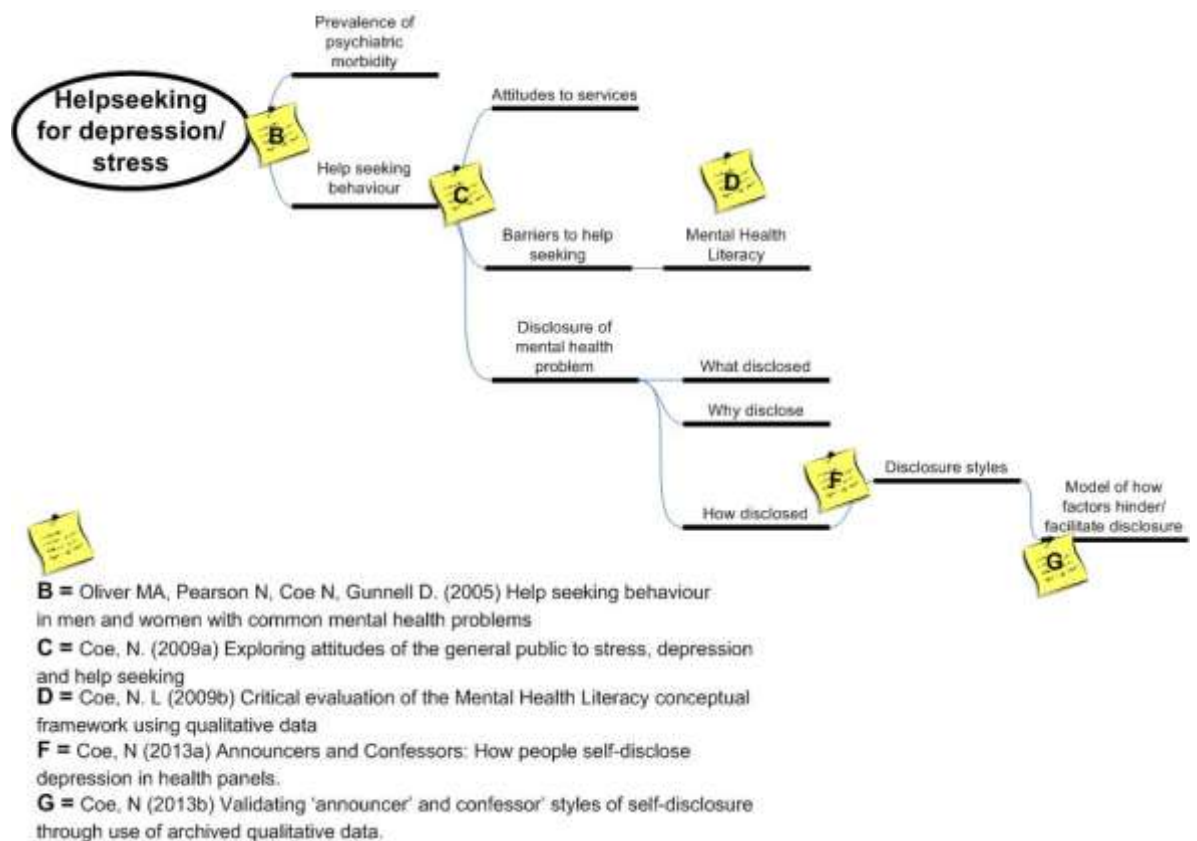 Prevalence of
psychiatric
morbidity
Helpseeking
for depression/
stress
B
Help seeking
behaviour
Attitudes to services
C
D
Barriers to help
seeking
Mental Health
Literacy
Disclosure of
mental health
problem
What disclosed
Why disclose
How disclosed
F
Disclosure styles
Model of how
factors hinder/
facilitate disclosure
G
B = Oliver MA, Pearson N, Coe N, Gunnell D. (2005) Help seeking behaviour
in men and women with common mental health problems
C = Coe, N. (2009a) Exploring attitudes of the general public to stress, depression
and help seeking
D = Coe, N. L (2009b) Critical evaluation of the Mental Health Literacy conceptual
framework using qualitative data
F = Coe, N (2013a) Announcers and Confessors: How people self-disclose
depression in health panels.
G = Coe, N (2013b) Validating 'announcer' and confessor' styles of self-disclosure
through use of archived qualitative data.